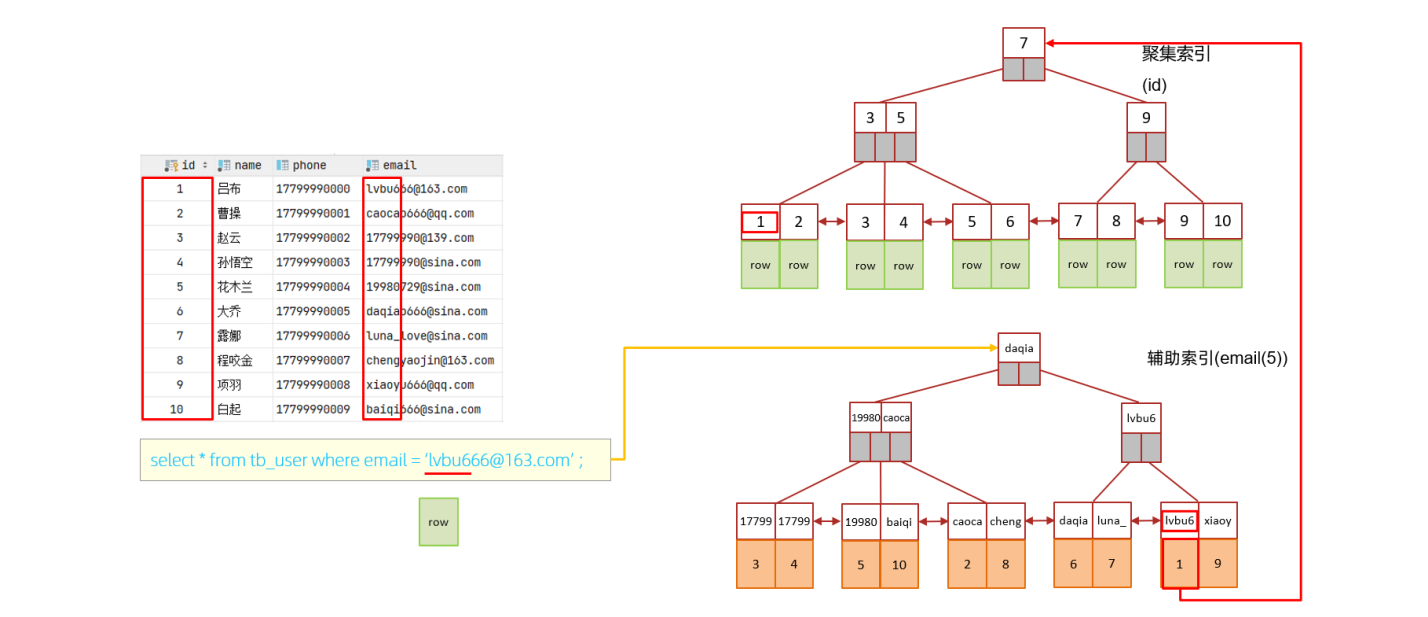 id name phone email
1 吕布 17799990000 lvbu666@163.com
2 曹操 17799990001 caocao666@qq.com
3 赵云 17799990002 17799990@139.com
4 孙悟空 17799990003 17799990@sina.com
5 花木兰 17799990004 19980729@sina.com
6 大乔 17799990005 daqiao666@sina.com
7 露娜 17799990006 luna_love@sina.com
8 程咬金 17799990007 chengyaojin@163.com
9 项羽 17799990008 xiaoyu666@qq.com
10 白起 17799990009 baiqi666@sina.com
select * from tb_user where email = 'lvbu666@163.com' ;
row
7
聚集索引
(id)
3 5
9
1 2 3 4 5 6 7 8 9 10
row row row row row row row row row row
daqia
辅助索引(email(5))
19980 caoca
lvbu6
17799 17799 19980 baiqi caoca cheng daqia luna_ lvbu6 xiaoy
3 4 5 10 2 8 6 7 1 9